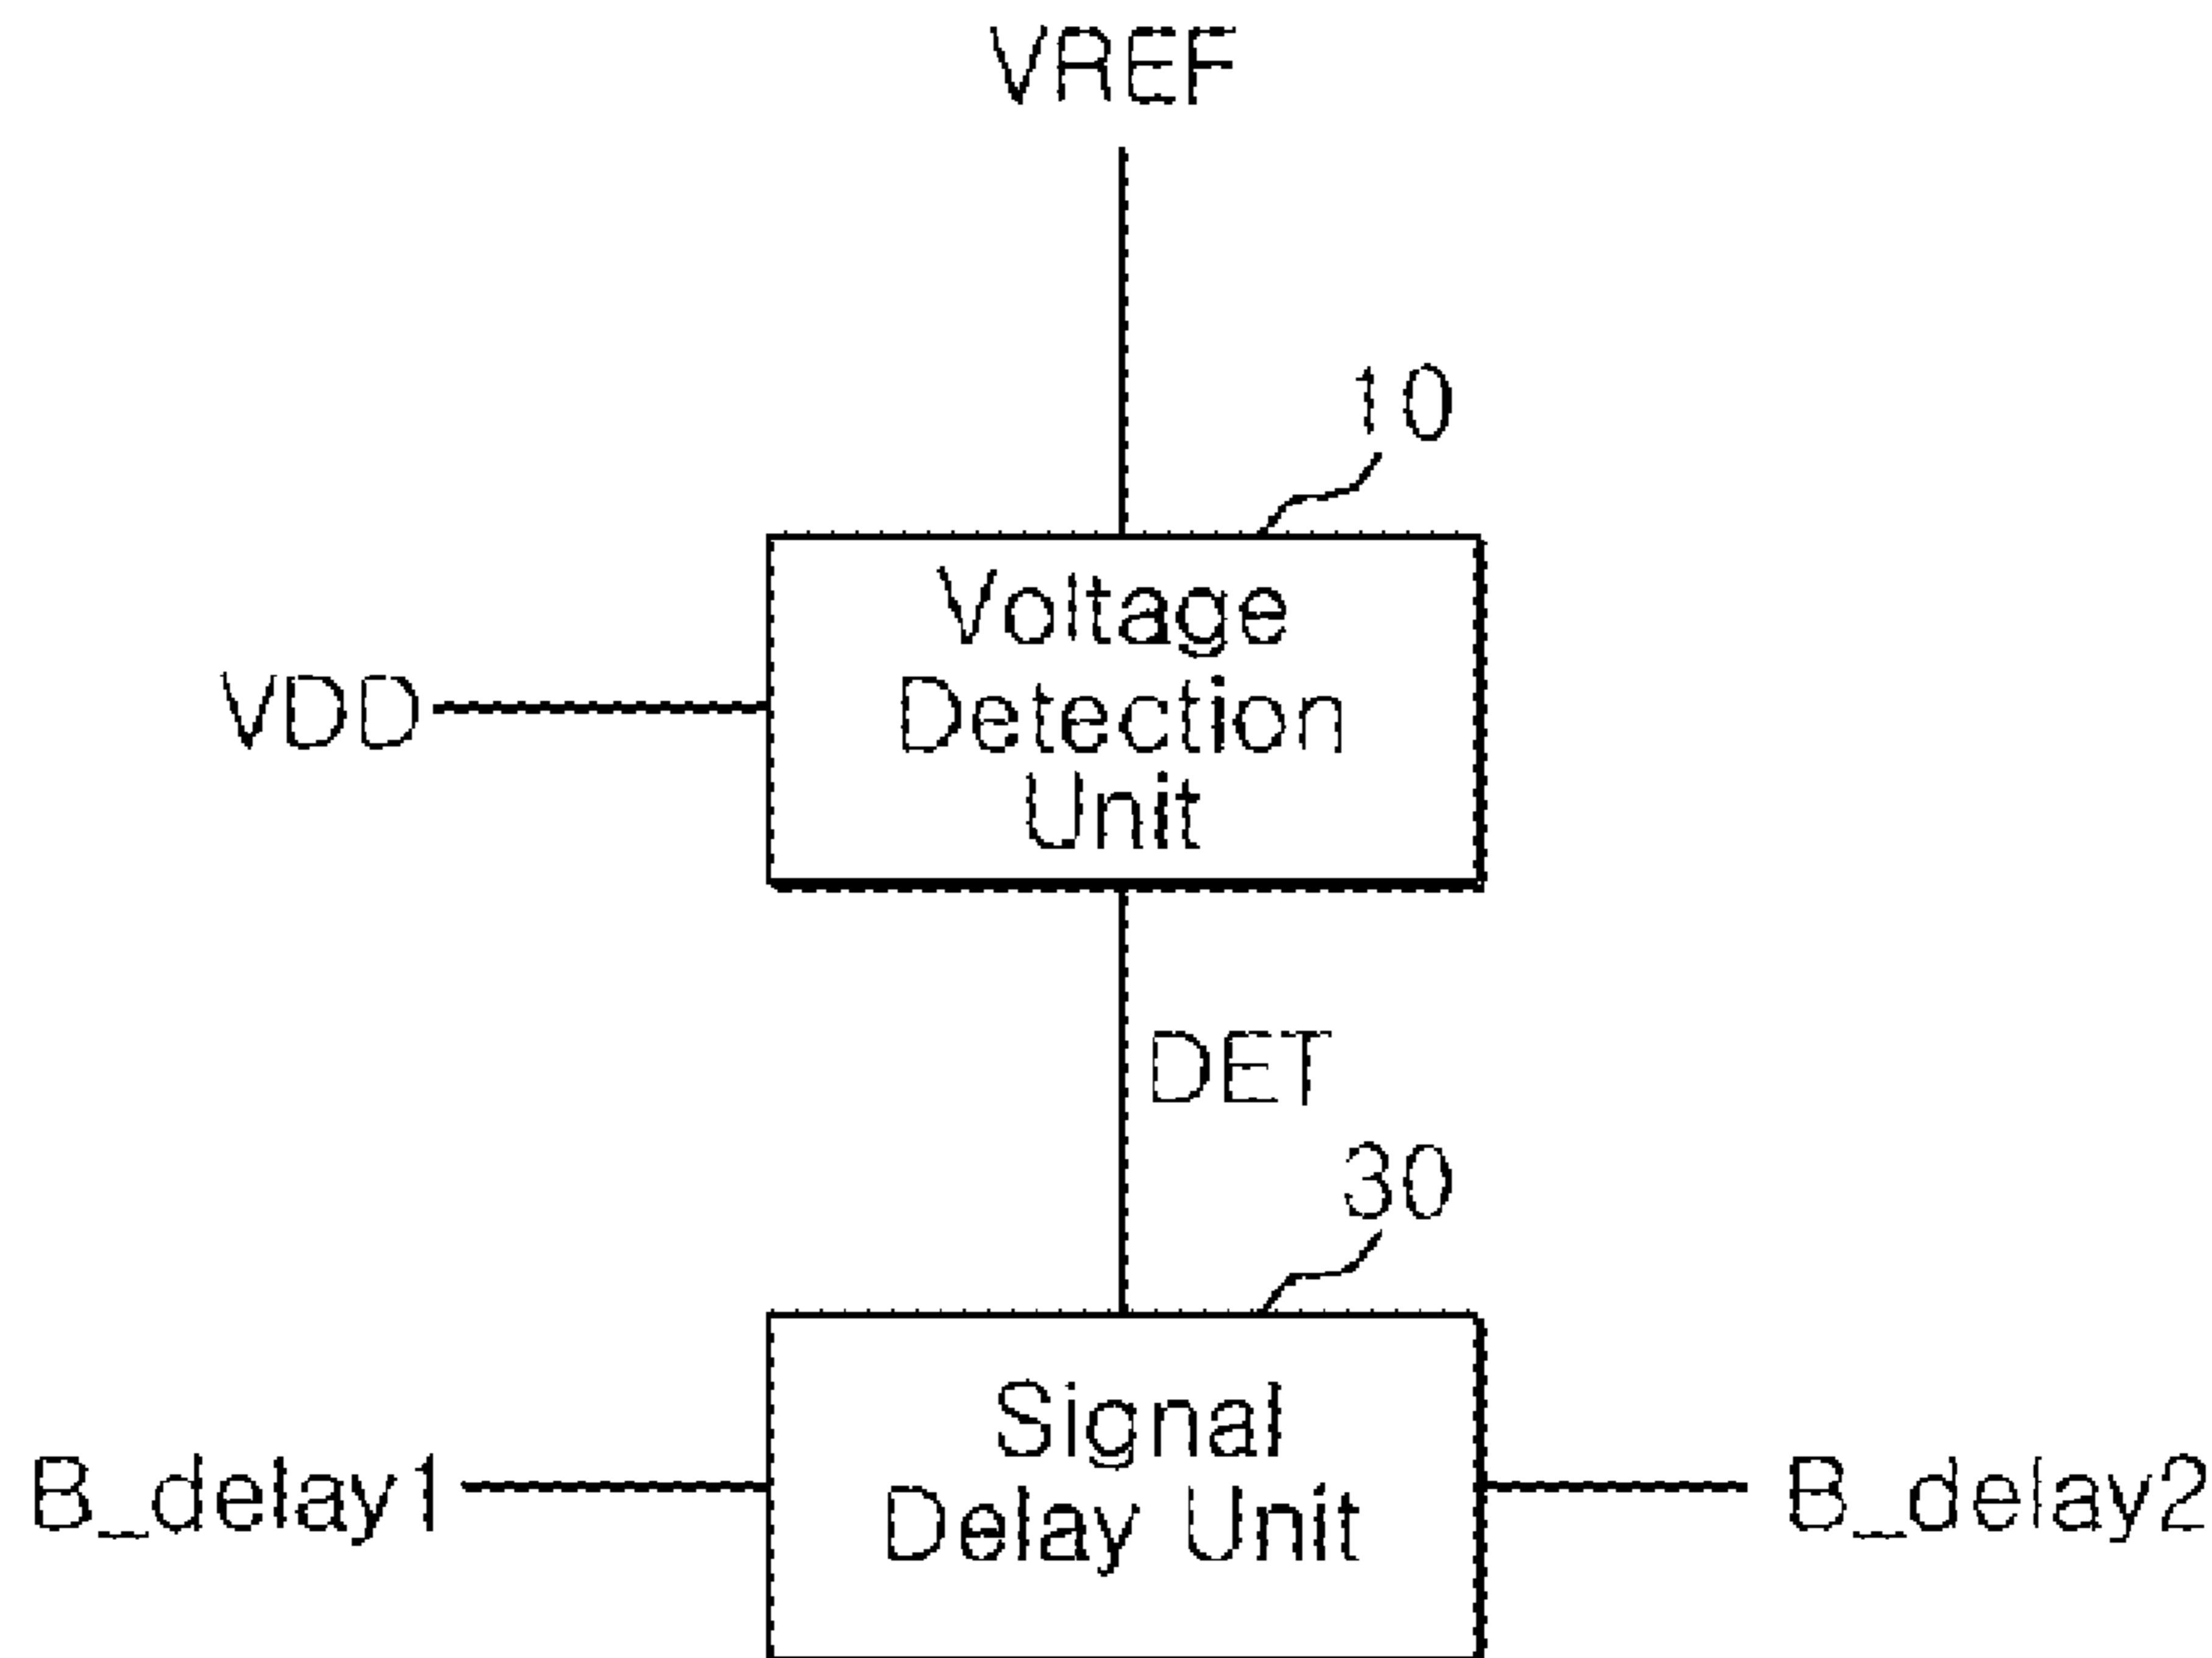 VREF
10
Voltage
Detection
Unit
VDD
DET
30
Signal
Delay Unit
B_delay1
B_delay2